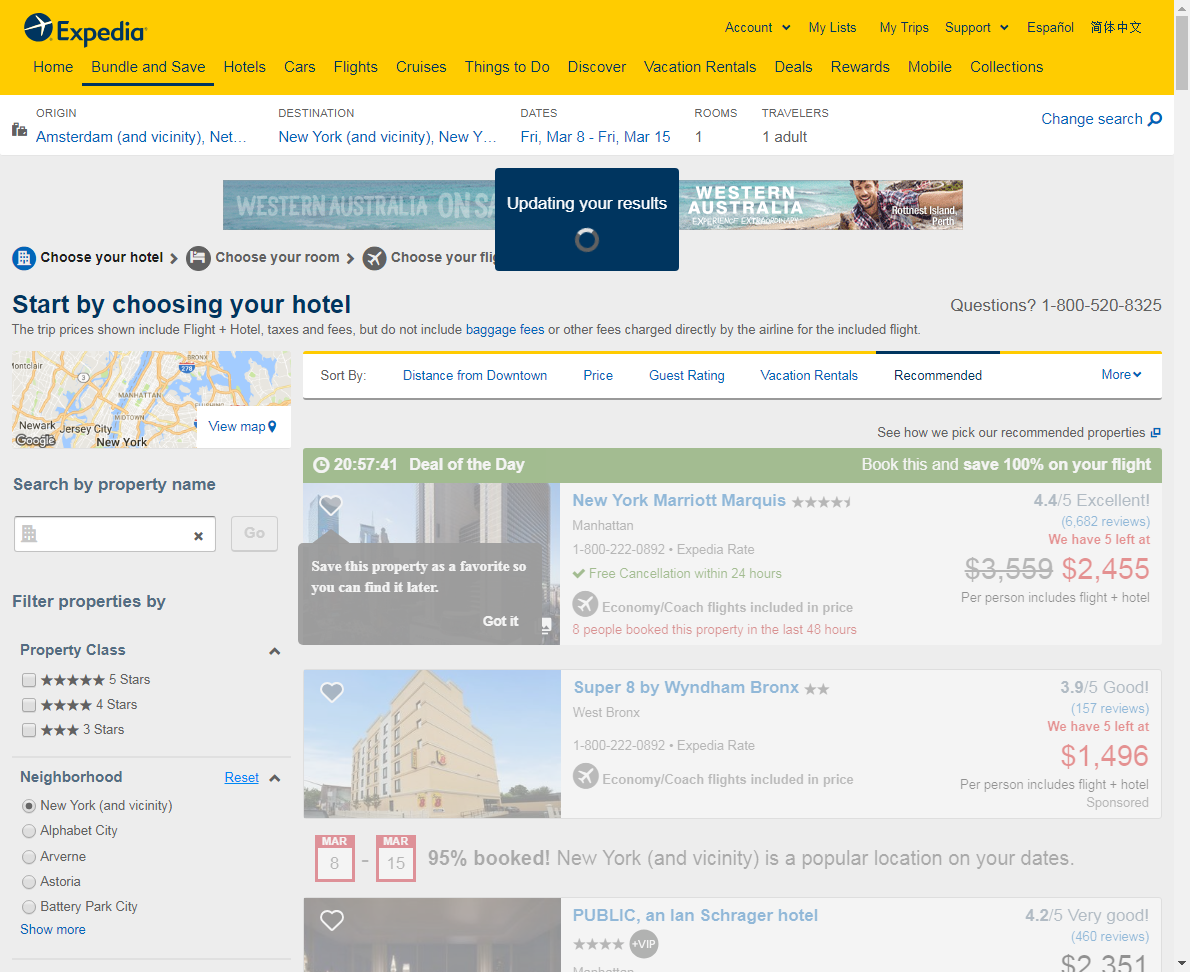 Expedia
Account My Lists My Trips Support Español 简体中文
Home Bundle and Save Hotels Cars Flights Cruises Things to Do Discover Vacation Rentals Deals Rewards Mobile Collections
ORIGIN DESTINATION DATES ROOMS TRAVELERS
Amsterdam (and vicinity), Net... New York (and vicinity), New Y... Fri, Mar 8 - Fri, Mar 15 1 1 adult
Change search
WESTERN AUSTRALIA ON SA
Updating your results
WESTERN
AUSTRALIA
EXPERIENCE EXTRAORDINARY
Rottnest Island,
Perth
Choose your hotel Choose your room Choose your flig
Start by choosing your hotel
Questions? 1-800-520-8325
The trip prices shown include Flight + Hotel, taxes and fees, but do not include baggage fees or other fees charged directly by the airline for the included flight.
BRONX
Montclair
3
278
MANHATTAN
MIDTOWN
Newark
Jersey City
New York
Google
View map
Sort By: Distance from Downtown Price Guest Rating Vacation Rentals Recommended More
See how we pick our recommended properties
Search by property name
Go
Filter properties by
Property Class
5 Stars
4 Stars
3 Stars
Neighborhood Reset
New York (and vicinity)
Alphabet City
Arverne
Astoria
Battery Park City
Show more
20:57:41 Deal of the Day Book this and save 100% on your flight
New York Marriott Marquis
Manhattan
1-800-222-0892 • Expedia Rate
Free Cancellation within 24 hours
Economy/Coach flights included in price
8 people booked this property in the last 48 hours
4.4/5 Excellent!
(6,682 reviews)
We have 5 left at
$3,559 $2,455
Per person includes flight + hotel
Save this property as a favorite so
you can find it later.
Got it
Super 8 by Wyndham Bronx
West Bronx
1-800-222-0892 • Expedia Rate
Economy/Coach flights included in price
3.9/5 Good!
(157 reviews)
We have 5 left at
$1,496
Per person includes flight + hotel
Sponsored
MAR MAR
8 - 15
95% booked! New York (and vicinity) is a popular location on your dates.
PUBLIC, an Ian Schrager hotel
+VIP
Manhattan
4.2/5 Very good!
(460 reviews)
$2,351